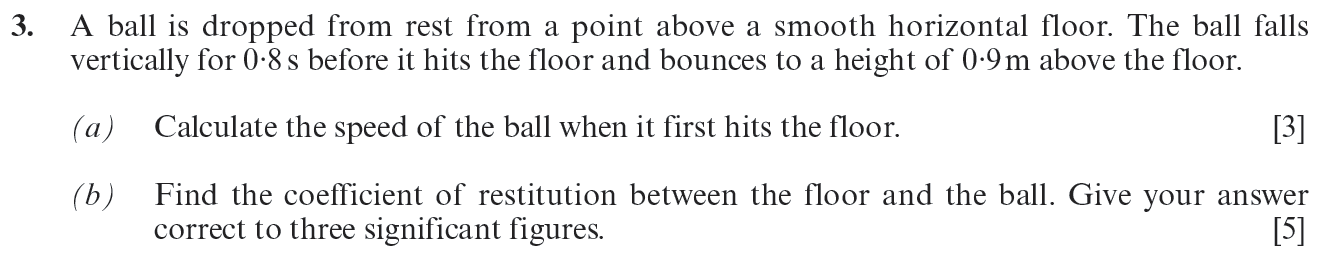 3. A ball is dropped from rest from a point above a smooth horizontal floor. The ball falls
vertically for 0·8 s before it hits the floor and bounces to a height of 0·9 m above the floor.
(a) Calculate the speed of the ball when it first hits the floor. [3]
(b) Find the coefficient of restitution between the floor and the ball. Give your answer
correct to three significant figures. [5]